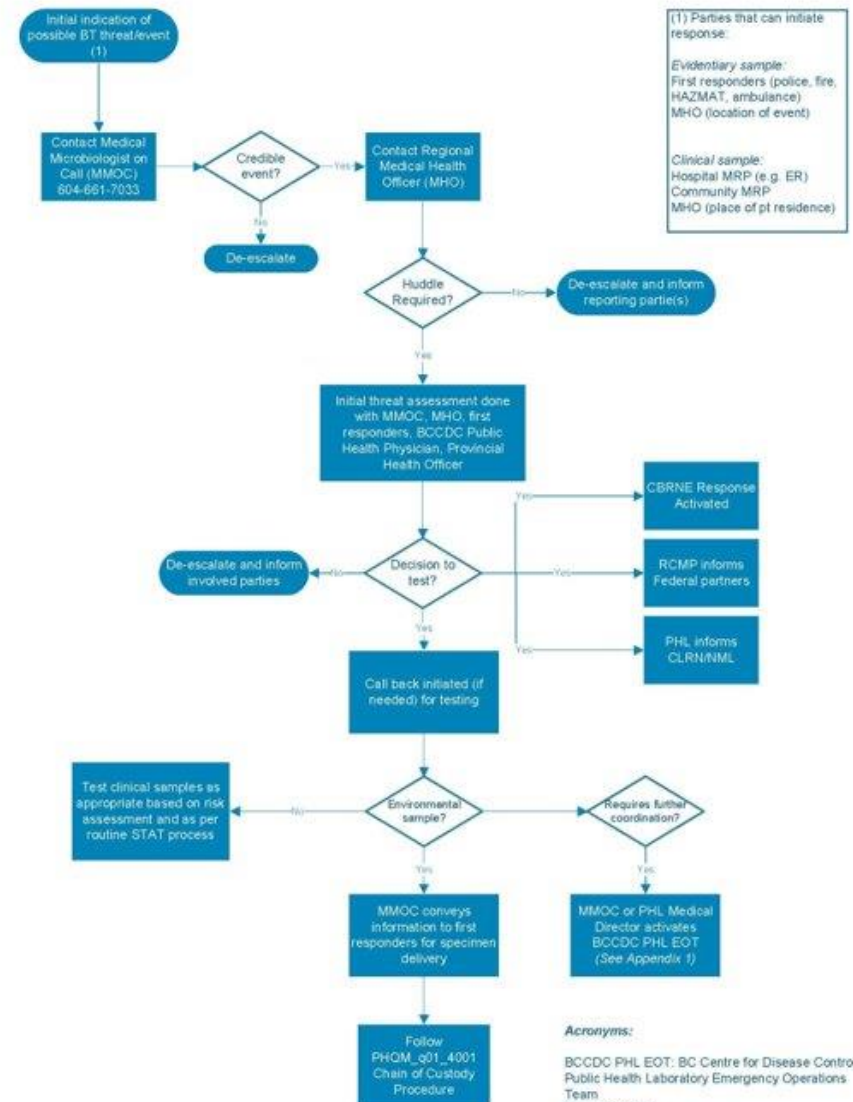 Initial indication of
possible BT threat/event
(1)
(1) Parties that can initiate
response:
Evidentiary sample:
First responders (police, fire,
HAZMAT, ambulance)
MHO (location of event)
Clinical sample:
Hospital MRP (e.g. ER)
Community MRP
MHO (place of pt residence)
Contact Medical
Microbiologist on
Call (MMOC)
604-661-7033
Credible
event?
Yes
Contact Regional
Medical Health
Officer (MHO)
No
De-escalate
Huddle
Required?
No
De-escalate and inform
reporting partie(s)
Yes
Initial threat assessment done
with MMOC, MHO, first
responders, BCCDC Public
Health Physician, Provincial
Health Officer
Yes
CBRNE Response
Activated
De-escalate and inform
involved parties
No
Decision to
test?
Yes
RCMP informs
Federal partners
Yes
PHL informs
CLRN/NML
Yes
Call back initiated (if
needed) for testing
Test clinical samples as
appropriate based on risk
assessment and as per
routine STAT process
No
Environmental
sample?
Requires further
coordination?
Yes
Yes
MMOC conveys
information to first
responders for specimen
delivery
MMOC or PHL Medical
Director activates
BCCDC PHL EOT
(See Appendix 1)
Follow
PHQM_q01_4001
Chain of Custody
Procedure
Acronyms:
BCCDC PHL EOT: BC Centre for Disease Contro
Public Health Laboratory Emergency Operations
Team